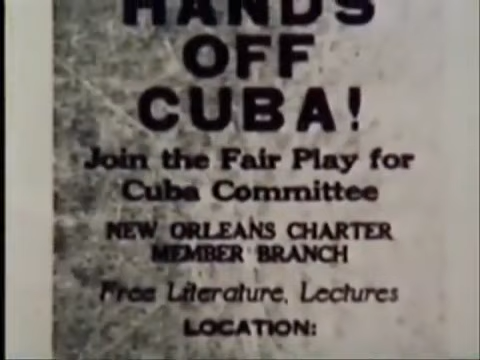 HANDS
OFF
CUBA!
Join the Fair Play for
Cuba Committee
NEW ORLEANS CHARTER
MEMBER BRANCH
Free Literature, Lectures
LOCATION: